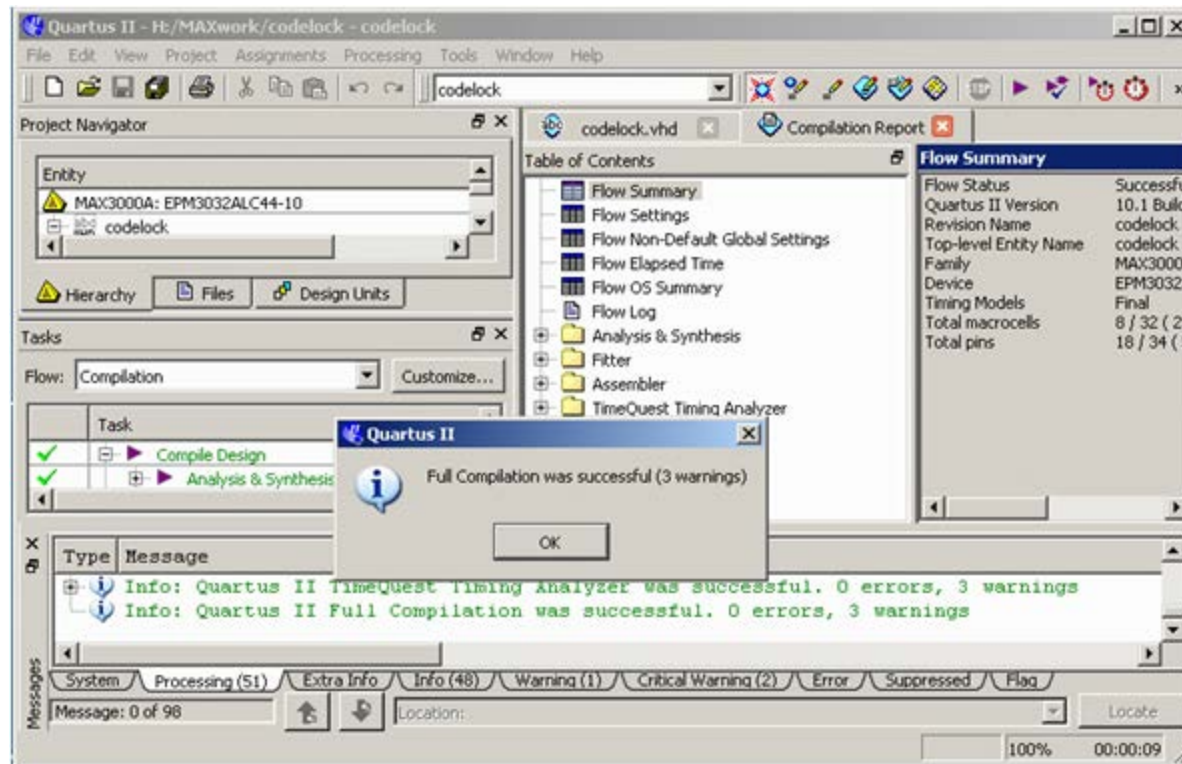 Quartus II - H:/MAXwork/codelock - codelock
File Edit View Project Assignments Processing Tools Window Help
codelock
Project Navigator
Entity
MAX3000A: EPM3032ALC44-10
codelock
Hierarchy Files Design Units
Tasks
Flow: Compilation Customize...
Task
Compile Design
Analysis & Synthesis
codelock.vhd Compilation Report
Table of Contents
Flow Summary
Flow Settings
Flow Non-Default Global Settings
Flow Elapsed Time
Flow OS Summary
Flow Log
Analysis & Synthesis
Fitter
Assembler
TimeQuest Timing Analyzer
Flow Summary
Flow Status Successfu
Quartus II Version 10.1 Build
Revision Name codelock
Top-level Entity Name codelock
Family MAX3000
Device EPM3032
Timing Models Final
Total macrocells 8 / 32 ( 2
Total pins 18 / 34 (
Quartus II
Full Compilation was successful (3 warnings)
OK
Type Message
Info: Quartus II TimeQuest Timing Analyzer was successful. 0 errors, 3 warnings
Info: Quartus II Full Compilation was successful. 0 errors, 3 warnings
Messages
System Processing (51) Extra Info Info (48) Warning (1) Critical Warning (2) Error Suppressed Flag
Message: 0 of 98 Location: Locate
100% 00:00:09